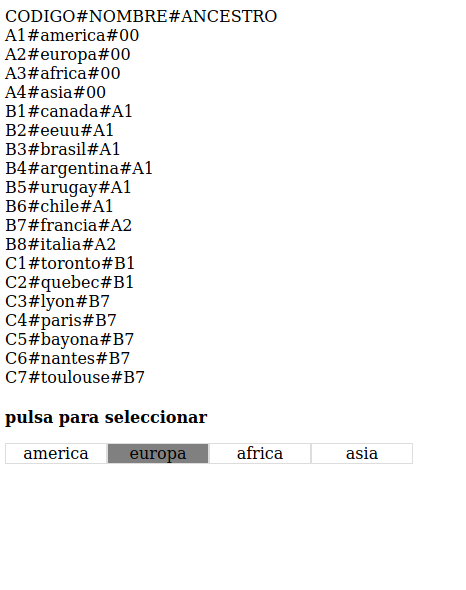 CODIGO#NOMBRE#ANCESTRO
A1#america#00
A2#europa#00
A3#africa#00
A4#asia#00
B1#canada#A1
B2#eeuu#A1
B3#brasil#A1
B4#argentina#A1
B5#urugay#A1
B6#chile#A1
B7#francia#A2
B8#italia#A2
C1#toronto#B1
C2#quebec#B1
C3#lyon#B7
C4#paris#B7
C5#bayona#B7
C6#nantes#B7
C7#toulouse#B7
pulsa para seleccionar
america europa africa asia